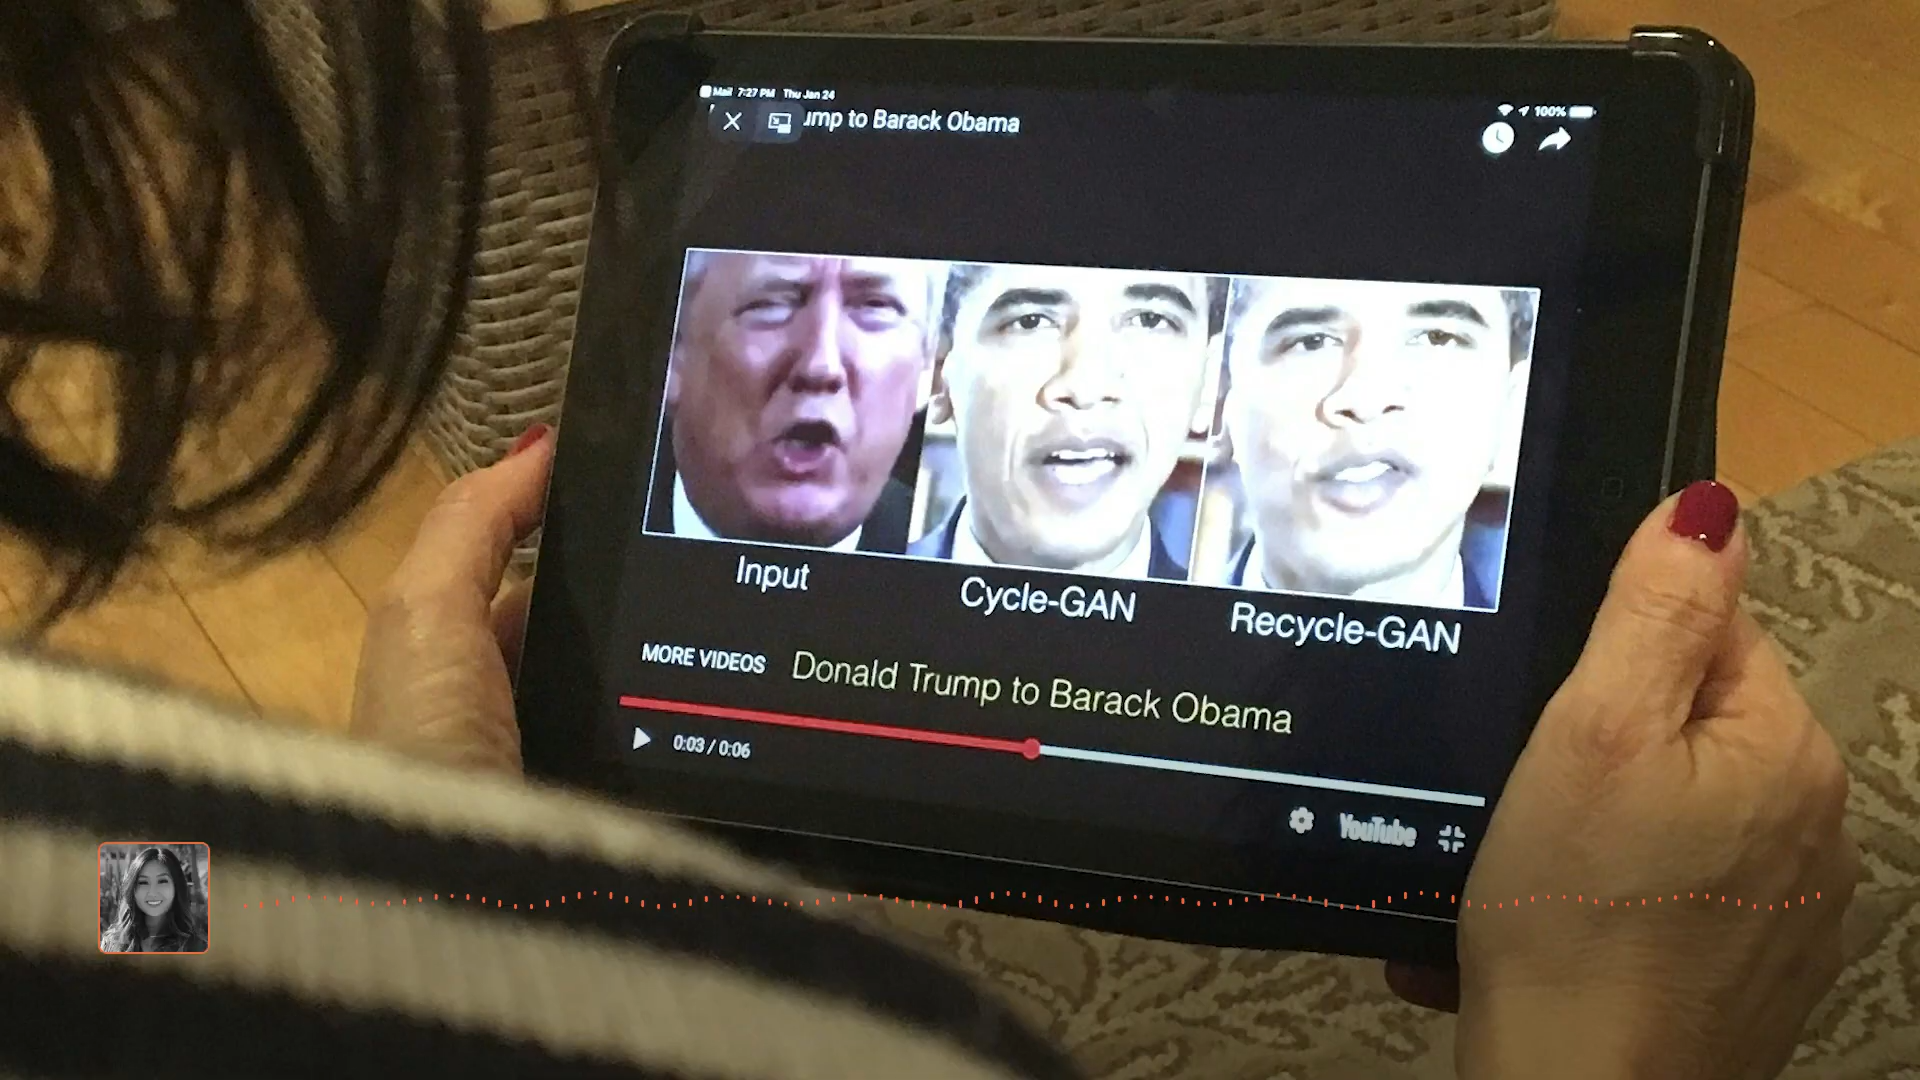 Mail 7:27 PM Thu Jan 24
100%
ump to Barack Obama
Input
Cycle-GAN
Recycle-GAN
MORE VIDEOS
Donald Trump to Barack Obama
0:03 / 0:06
YouTube